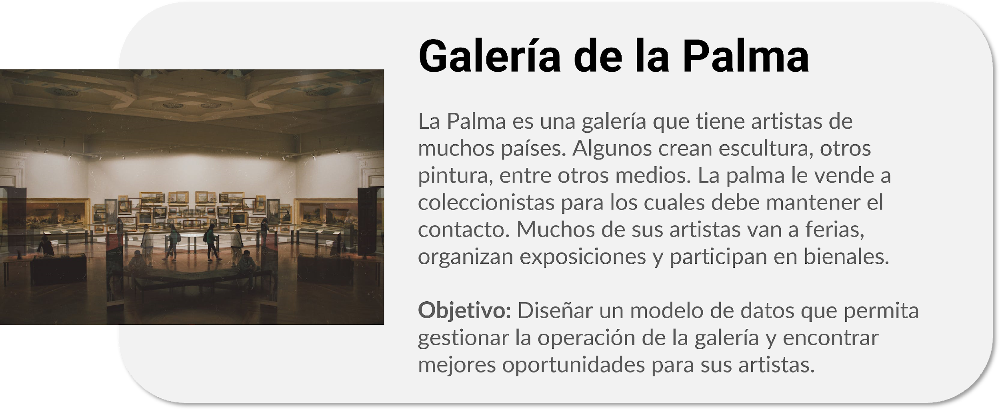 Galería de la Palma
La Palma es una galería que tiene artistas de
muchos países. Algunos crean escultura, otros
pintura, entre otros medios. La palma le vende a
coleccionistas para los cuales debe mantener el
contacto. Muchos de sus artistas van a ferias,
organizan exposiciones y participan en bienales.
Objetivo: Diseñar un modelo de datos que permita
gestionar la operación de la galería y encontrar
mejores oportunidades para sus artistas.